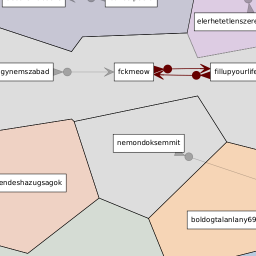 elerhetetlenszere
gynemszabad
fckmeow
fillupyourlife
nemondoksemmit
endeshazugsagok
boldogtalanlany69